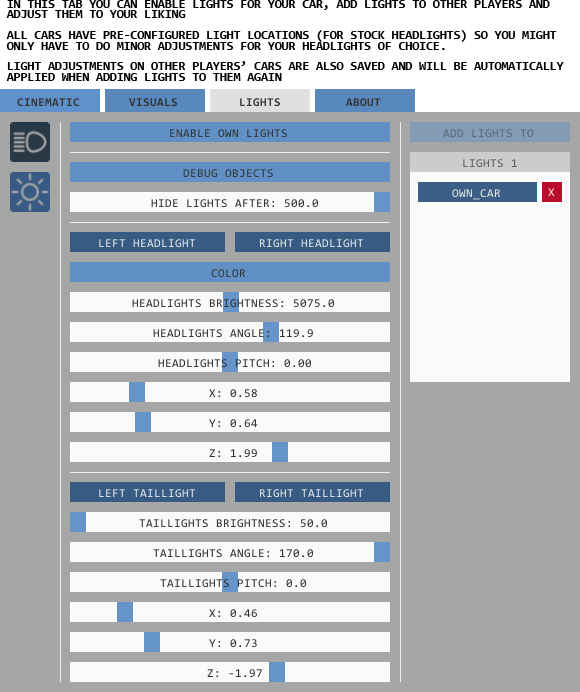 IN THIS TAB YOU CAN ENABLE LIGHTS FOR YOUR CAR, ADD LIGHTS TO OTHER PLAYERS AND
ADJUST THEM TO YOUR LIKING
ALL CARS HAVE PRE-CONFIGURED LIGHT LOCATIONS (FOR STOCK HEADLIGHTS) SO YOU MIGHT
ONLY HAVE TO DO MINOR ADJUSTMENTS FOR YOUR HEADLIGHTS OF CHOICE.
LIGHT ADJUSTMENTS ON OTHER PLAYERS' CARS ARE ALSO SAVED AND WILL BE AUTOMATICALLY
APPLIED WHEN ADDING LIGHTS TO THEM AGAIN
CINEMATIC VISUALS LIGHTS ABOUT
ENABLE OWN LIGHTS
DEBUG OBJECTS
HIDE LIGHTS AFTER: 500.0
LEFT HEADLIGHT RIGHT HEADLIGHT
COLOR
HEADLIGHTS BRIGHTNESS: 5075.0
HEADLIGHTS ANGLE: 119.9
HEADLIGHTS PITCH: 0.00
X: 0.58
Y: 0.64
Z: 1.99
LEFT TAILLIGHT RIGHT TAILLIGHT
TAILLIGHTS BRIGHTNESS: 50.0
TAILLIGHTS ANGLE: 170.0
TAILLIGHTS PITCH: 0.0
X: 0.46
Y: 0.73
Z: -1.97
ADD LIGHTS TO
LIGHTS 1
OWN_CAR X